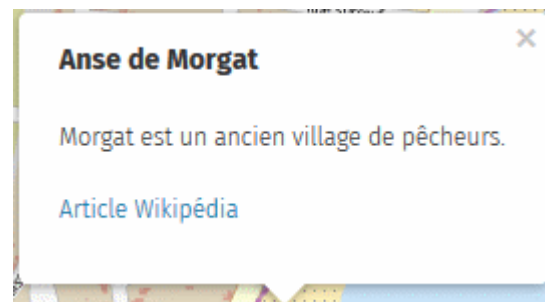 Anse de Morgat
Morgat est un ancien village de pêcheurs.
Article Wikipédia